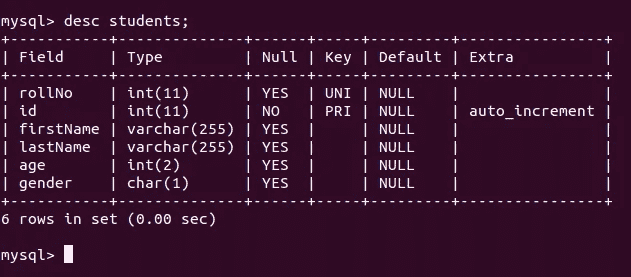 mysql> desc students;
+-----------+--------------+------+-----+---------+----------------+
| Field     | Type         | Null | Key | Default | Extra          |
+-----------+--------------+------+-----+---------+----------------+
| rollNo    | int(11)      | YES  | UNI | NULL    |                |
| id        | int(11)      | NO   | PRI | NULL    | auto_increment |
| firstName | varchar(255) | YES  |     | NULL    |                |
| lastName  | varchar(255) | YES  |     | NULL    |                |
| age       | int(2)       | YES  |     | NULL    |                |
| gender    | char(1)      | YES  |     | NULL    |                |
+-----------+--------------+------+-----+---------+----------------+
6 rows in set (0.00 sec)
mysql>